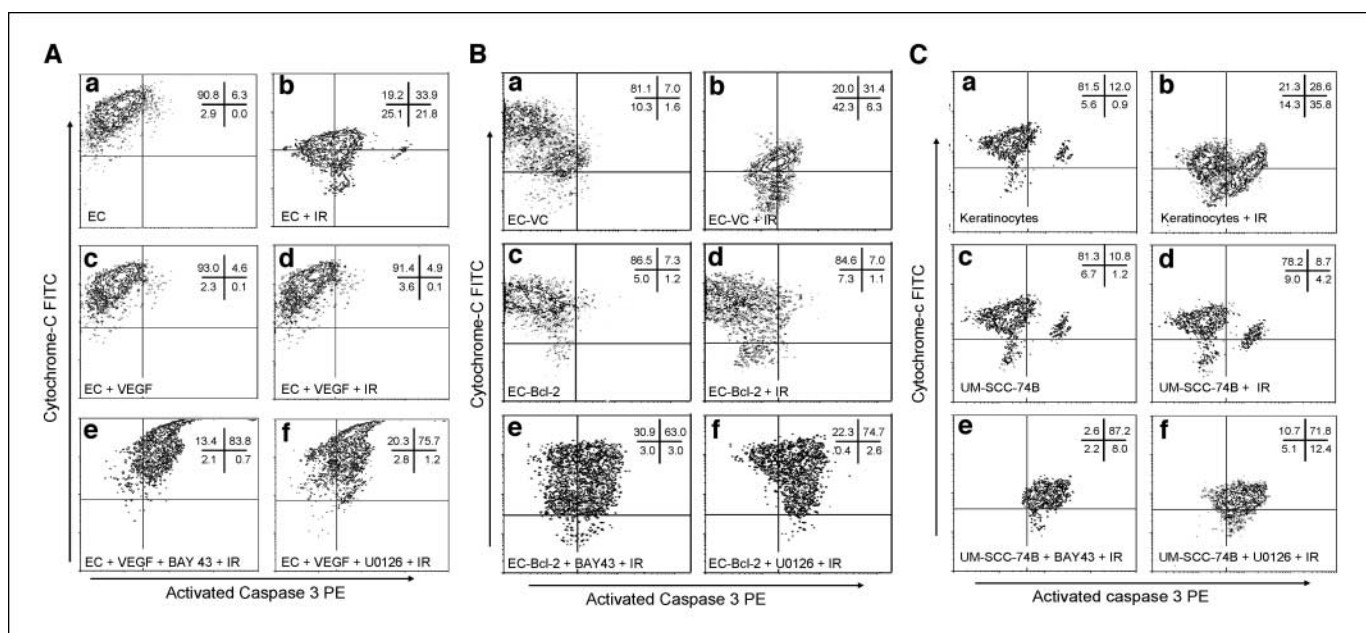 A
B
C
Cytochrome-C FITC
a
90.8 6.3
2.9 0.0
EC
b
19.2 33.9
25.1 21.8
EC + IR
c
93.0 4.6
2.3 0.1
EC + VEGF
d
91.4 4.9
3.6 0.1
EC + VEGF + IR
e
13.4 83.8
2.1 0.7
EC + VEGF + BAY 43 + IR
f
20.3 75.7
2.8 1.2
EC + VEGF + U0126 + IR
Activated Caspase 3 PE
Cytochrome-C FITC
a
81.1 7.0
10.3 1.6
EC-VC
b
20.0 31.4
42.3 6.3
EC-VC + IR
c
86.5 7.3
5.0 1.2
EC-Bcl-2
d
84.6 7.0
7.3 1.1
EC-Bcl-2 + IR
e
30.9 63.0
3.0 3.0
EC-Bcl-2 + BAY43 + IR
f
22.3 74.7
0.4 2.6
EC-Bcl-2 + U0126 + IR
Activated Caspase 3 PE
Cytochrome-c FITC
a
81.5 12.0
5.6 0.9
Keratinocytes
b
21.3 28.6
14.3 35.8
Keratinocytes + IR
c
81.3 10.8
6.7 1.2
UM-SCC-74B
d
78.2 8.7
9.0 4.2
UM-SCC-74B + IR
e
2.6 87.2
2.2 8.0
UM-SCC-74B + BAY43 + IR
f
10.7 71.8
5.1 12.4
UM-SCC-74B + U0126 + IR
Activated caspase 3 PE